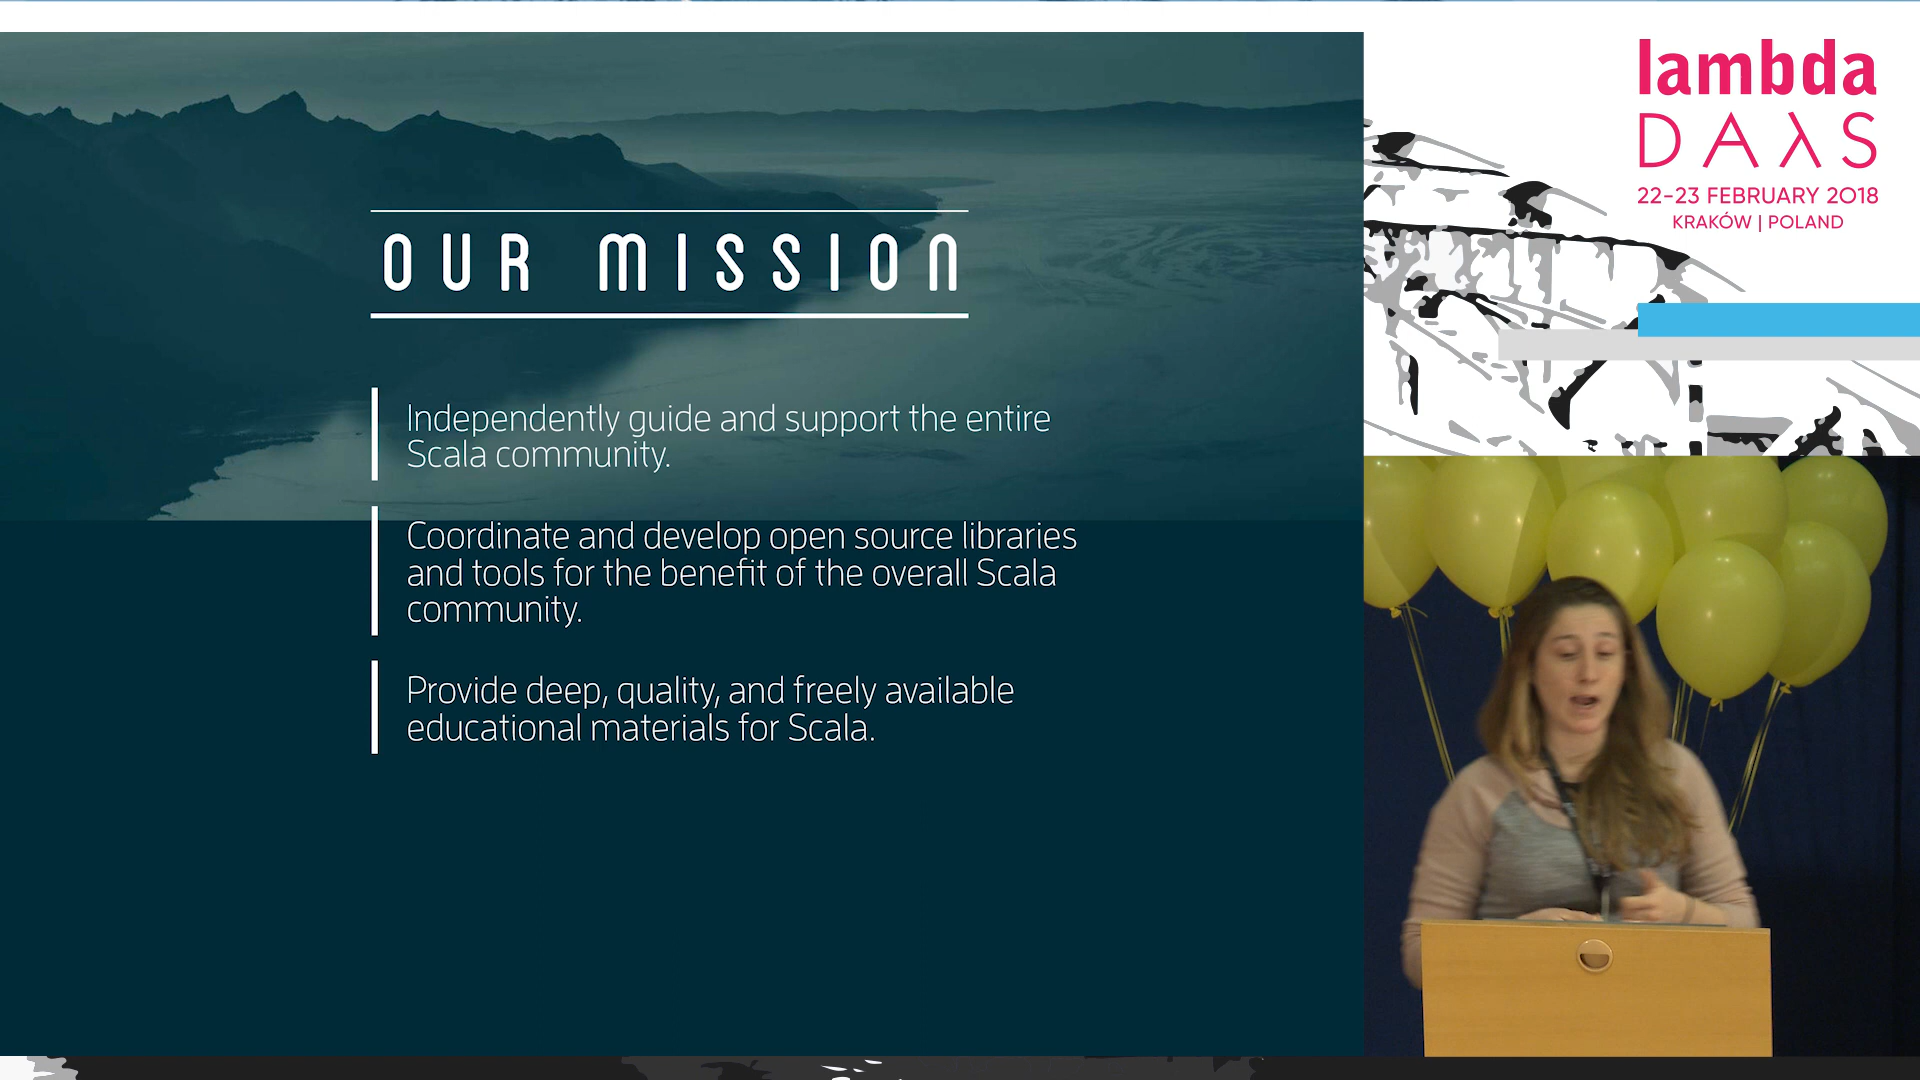 OUR MISSION
Independently guide and support the entire
Scala community.
Coordinate and develop open source libraries
and tools for the benefit of the overall Scala
community.
Provide deep, quality, and freely available
educational materials for Scala.
lambda
DAλS
22-23 FEBRUARY 2018
KRAKÓW | POLAND